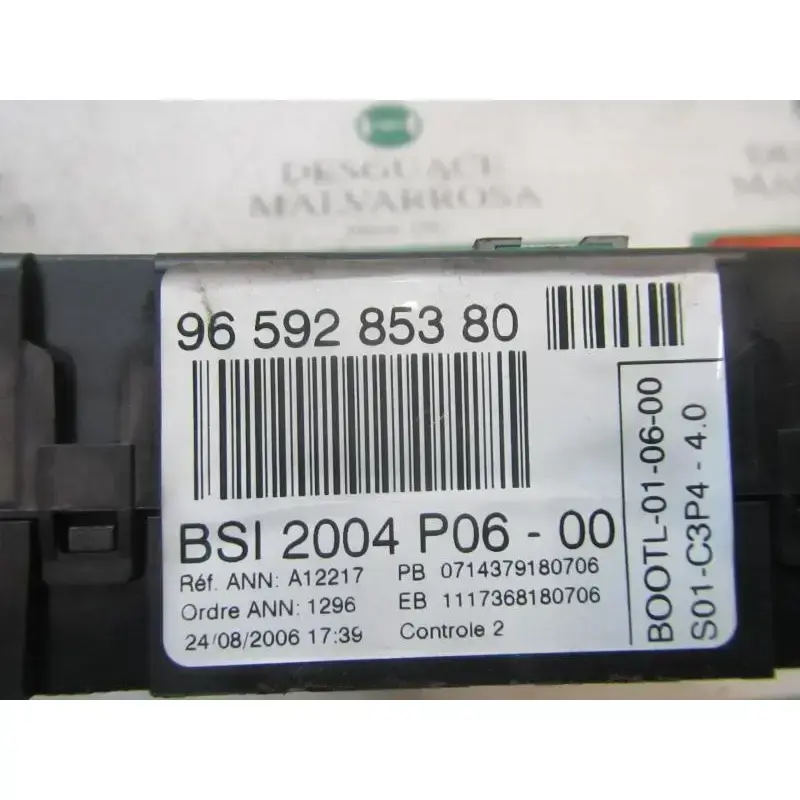 DESGUACE
MALVARROSA
96 592 853 80
BSI 2004 P06 - 00
Réf. ANN: A12217 PB 0714379180706
Ordre ANN: 1296 EB 1117368180706
24/08/2006 17:39 Controle 2
BOOTL-01-06-00
S01-C3P4 - 4.0